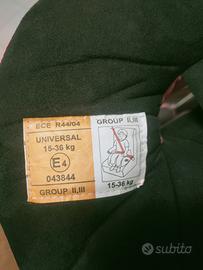 ECE R44/04
UNIVERSAL
15-36 kg
E4
043844
GROUP II,III
GROUP II,III
15-36 kg
subito